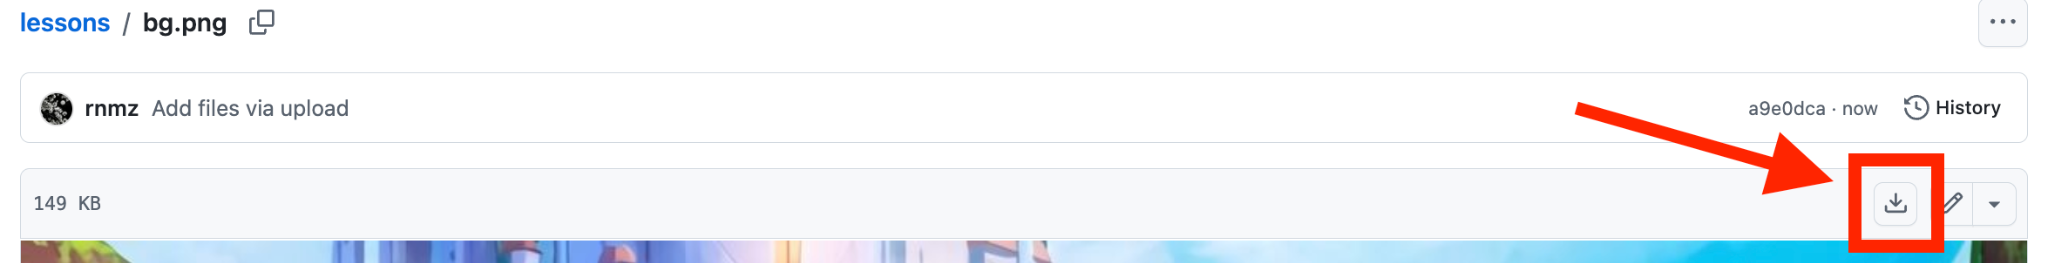 lessons / bg.png
rnmz Add files via upload a9e0dca · now History
149 KB